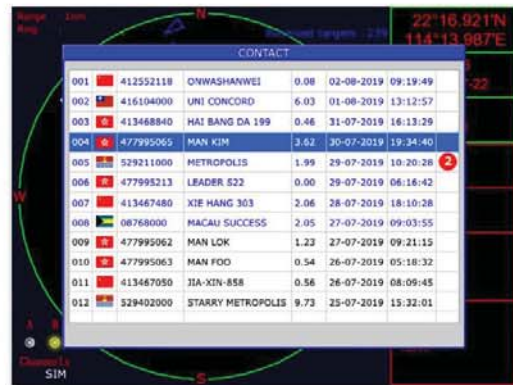 Range 1nm
Ring
N
22°16.921'N
114°13.987'E
CONTACT
001 412552118 ONWASHANWEI 0.08 02-08-2019 09:19:49
002 416104000 UNI CONCORD 6.03 01-08-2019 13:12:57
003 413468840 HAI BANG DA 199 0.46 31-07-2019 16:13:29
004 477995065 MAN KIM 3.62 30-07-2019 19:34:40
005 529211000 METROPOLIS 1.99 29-07-2019 10:20:28 2
006 477995213 LEADER 522 0.00 29-07-2019 06:16:42
007 413467480 XIE HANG 303 2.06 28-07-2019 18:10:28
008 08768000 MACAU SUCCESS 2.05 27-07-2019 09:03:55
009 477995062 MAN LOK 1.23 27-07-2019 09:21:15
010 477995063 MAN FOO 0.54 26-07-2019 05:18:32
011 413467050 JIA-XIN-858 0.56 26-07-2019 08:09:45
012 529402000 STARRY METROPOLIS 9.73 25-07-2019 15:32:01
W
A B
Channels
SIM
S